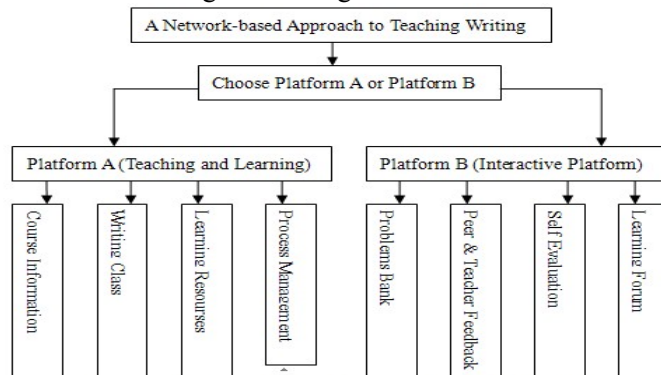 A Network-based Approach to Teaching Writing
Choose Platform A or Platform B
Platform A (Teaching and Learning)
Platform B (Interactive Platform)
Course Information
Writing Class
Learning Resourses
Process Management
Problems Bank
Peer & Teacher Feedback
Self Evaluation
Learning Forum